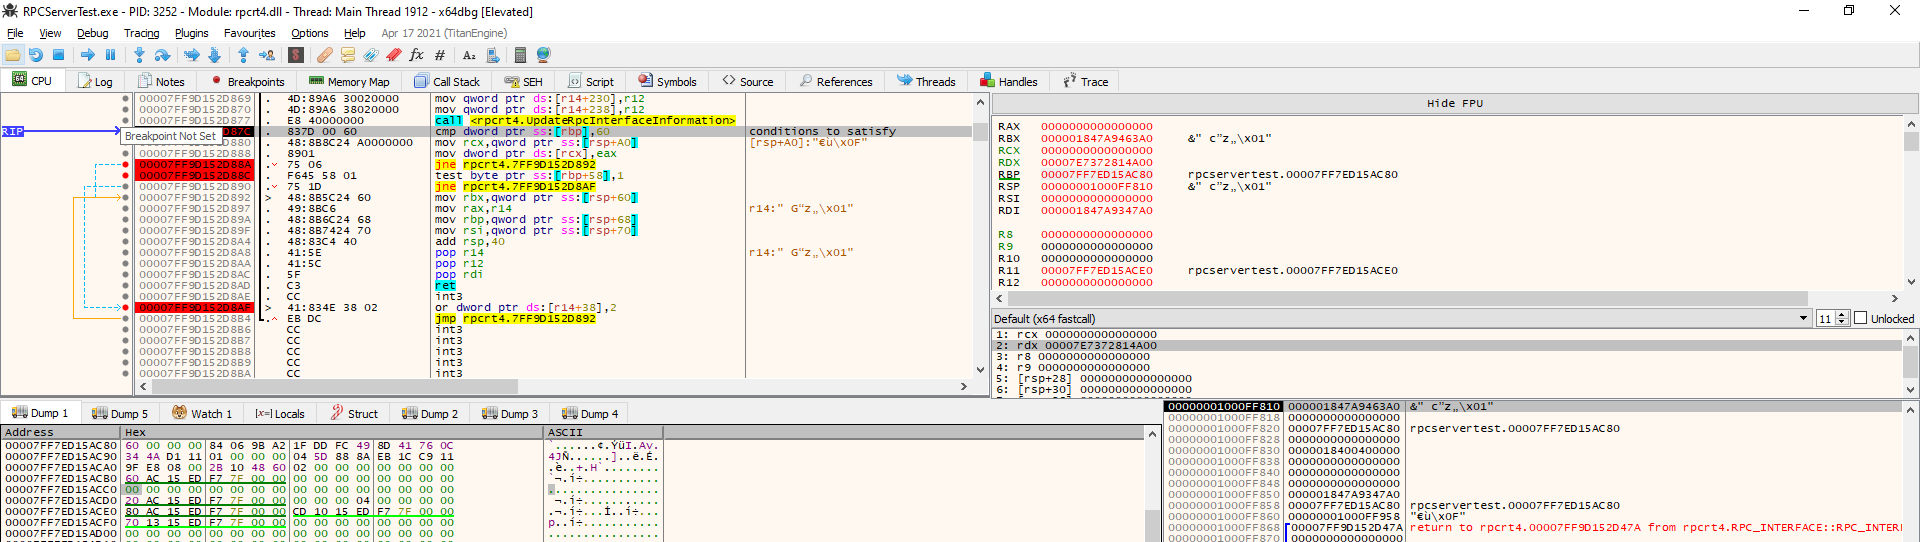 RPCServerTest.exe - PID: 3252 - Module: rpcrt4.dll - Thread: Main Thread 1912 - x64dbg [Elevated]
File View Debug Tracing Plugins Favourites Options Help Apr 17 2021 (TitanEngine)
CPU Log Notes Breakpoints Memory Map Call Stack SEH Script Symbols Source References Threads Handles Trace
00007FF9D152D869 . 4D:89A6 30020000 mov qword ptr ds:[r14+230],r12
00007FF9D152D870 . 4D:89A6 38020000 mov qword ptr ds:[r14+238],r12
00007FF9D152D877 . E8 40000000 call <rpcrt4.UpdateRpcInterfaceInformation>
RIP Breakpoint Not Set D87C . 837D 00 60 cmp dword ptr ss:[rbp],60 conditions to satisfy
D880 . 48:8B8C24 A0000000 mov rcx,qword ptr ss:[rsp+A0] [rsp+A0]:"€ù\x0F"
00007FF9D152D888 . 8901 mov dword ptr ds:[rcx],eax
00007FF9D152D88A . 75 06 jne rpcrt4.7FF9D152D892
00007FF9D152D88C . F645 58 01 test byte ptr ss:[rbp+58],1
00007FF9D152D890 . 75 1D jne rpcrt4.7FF9D152D8AF
00007FF9D152D892 > 48:8B5C24 60 mov rbx,qword ptr ss:[rsp+60]
00007FF9D152D897 . 49:8BC6 mov rax,r14 r14:" G“z„\x01"
00007FF9D152D89A . 48:8B6C24 68 mov rbp,qword ptr ss:[rsp+68]
00007FF9D152D89F . 48:8B7424 70 mov rsi,qword ptr ss:[rsp+70]
00007FF9D152D8A4 . 48:83C4 40 add rsp,40
00007FF9D152D8A8 . 41:5E pop r14 r14:" G“z„\x01"
00007FF9D152D8AA . 41:5C pop r12
00007FF9D152D8AC . 5F pop rdi
00007FF9D152D8AD . C3 ret
00007FF9D152D8AE . CC int3
00007FF9D152D8AF > 41:834E 38 02 or dword ptr ds:[r14+38],2
00007FF9D152D8B4 . EB DC jmp rpcrt4.7FF9D152D892
00007FF9D152D8B6 CC int3
00007FF9D152D8B7 CC int3
00007FF9D152D8B8 CC int3
00007FF9D152D8B9 CC int3
00007FF9D152D8BA CC int3
Hide FPU
RAX 0000000000000000
RBX 000001847A9463A0 &" c”z„\x01"
RCX 0000000000000000
RDX 00007E7372814A00
RBP 00007FF7ED15AC80 rpcservertest.00007FF7ED15AC80
RSP 00000001000FF810 &" c”z„\x01"
RSI 0000000000000000
RDI 000001847A9347A0
R8 0000000000000000
R9 0000000000000000
R10 0000000000000000
R11 00007FF7ED15ACE0 rpcservertest.00007FF7ED15ACE0
R12 0000000000000000
Default (x64 fastcall) 11 Unlocked
1: rcx 0000000000000000
2: rdx 00007E7372814A00
3: r8 0000000000000000
4: r9 0000000000000000
5: [rsp+28] 0000000000000000
6: [rsp+30] 0000000000000000
Dump 1 Dump 5 Watch 1 [x=] Locals Struct Dump 2 Dump 3 Dump 4
Address Hex ASCII
00007FF7ED15AC80 60 00 00 00 84 06 9B A2 1F DD FC 49 8D 41 76 0C `......¢.ÝüI.Av.
00007FF7ED15AC90 34 4A D1 11 01 00 00 00 04 5D 88 8A EB 1C C9 11 4JÑ......]..ë.É.
00007FF7ED15ACA0 9F E8 08 00 2B 10 48 60 02 00 00 00 00 00 00 00 .è..+.H`........
00007FF7ED15ACB0 60 AC 15 ED F7 7F 00 00 00 00 00 00 00 00 00 00 `¬.í÷...........
00007FF7ED15ACC0 00 00 00 00 00 00 00 00 00 00 00 00 00 00 00 00 ................
00007FF7ED15ACD0 20 AC 15 ED F7 7F 00 00 00 00 00 04 00 00 00 00 ¬.í÷...........
00007FF7ED15ACE0 80 AC 15 ED F7 7F 00 00 CD 10 15 ED F7 7F 00 00 .¬.í÷...Í..í÷...
00007FF7ED15ACF0 70 13 15 ED F7 7F 00 00 00 00 00 00 00 00 00 00 p..í÷...........
00007FF7ED15AD00 00 00 00 00 00 00 00 00 00 00 00 00 00 00 00 00 ................
00000001000FF810 000001847A9463A0 &" c”z„\x01"
00000001000FF818 0000000000000000
00000001000FF820 00007FF7ED15AC80 rpcservertest.00007FF7ED15AC80
00000001000FF828 0000000000000000
00000001000FF830 0000000000000000
00000001000FF838 0000018400400000
00000001000FF840 0000000000000000
00000001000FF848 0000000000000000
00000001000FF850 000001847A9347A0
00000001000FF858 00007FF7ED15AC80 rpcservertest.00007FF7ED15AC80
00000001000FF860 00000001000FF958 "€ù\x0F"
00000001000FF868 00007FF9D152D47A return to rpcrt4.00007FF9D152D47A from rpcrt4.RPC_INTERFACE::RPC_INTERF
00000001000FF870 0000000000000000